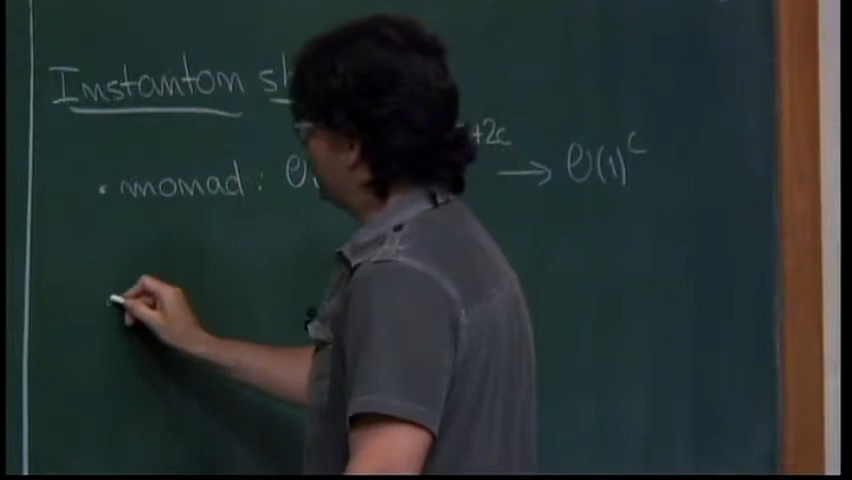 Instanton
• monad: O +2c → O(1)^c